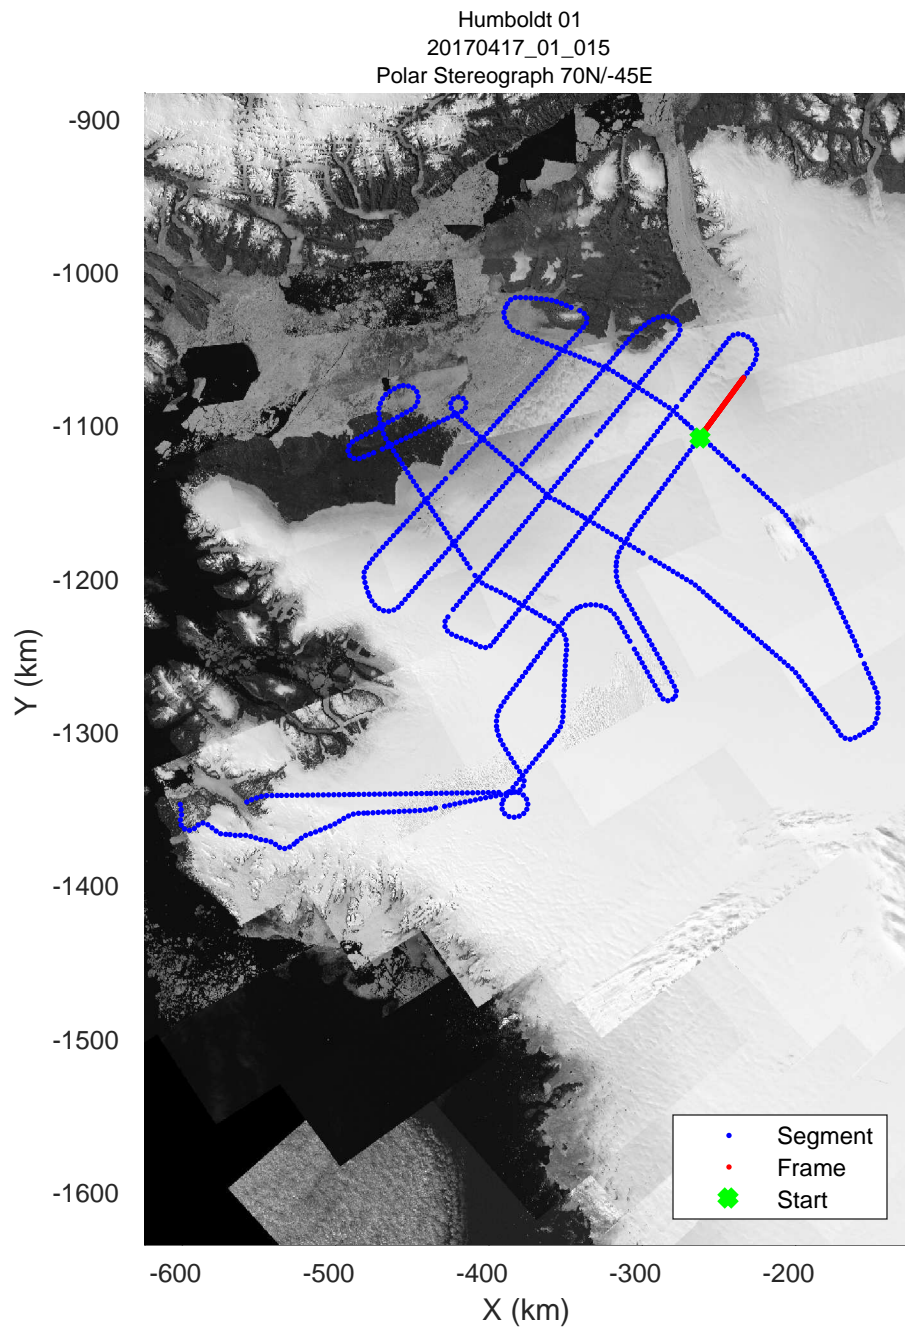 Humboldt 01
20170417_01_015
Polar Stereograph 70N/-45E
-900
-1000
-1100
-1200
-1300
-1400
-1500
-1600
Y (km)
-600 -500 -400 -300 -200
X (km)
Segment
Frame
Start